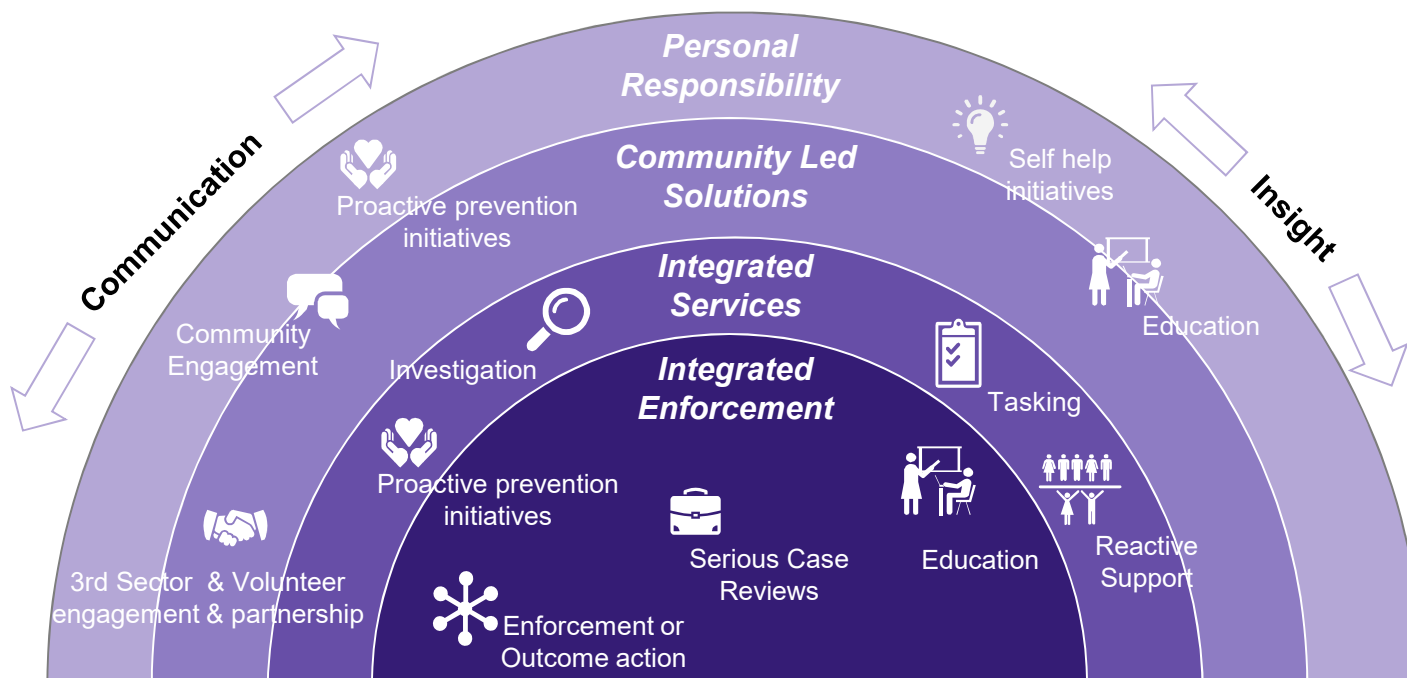 Personal
Responsibility
Communication
Insight
Community Led
Solutions
Self help
initiatives
Proactive prevention
initiatives
Integrated
Services
Community
Engagement
Education
Investigation
Integrated
Enforcement
Tasking
Proactive prevention
initiatives
Serious Case
Reviews
Education
Reactive
Support
3rd Sector & Volunteer
engagement & partnership
Enforcement or
Outcome action